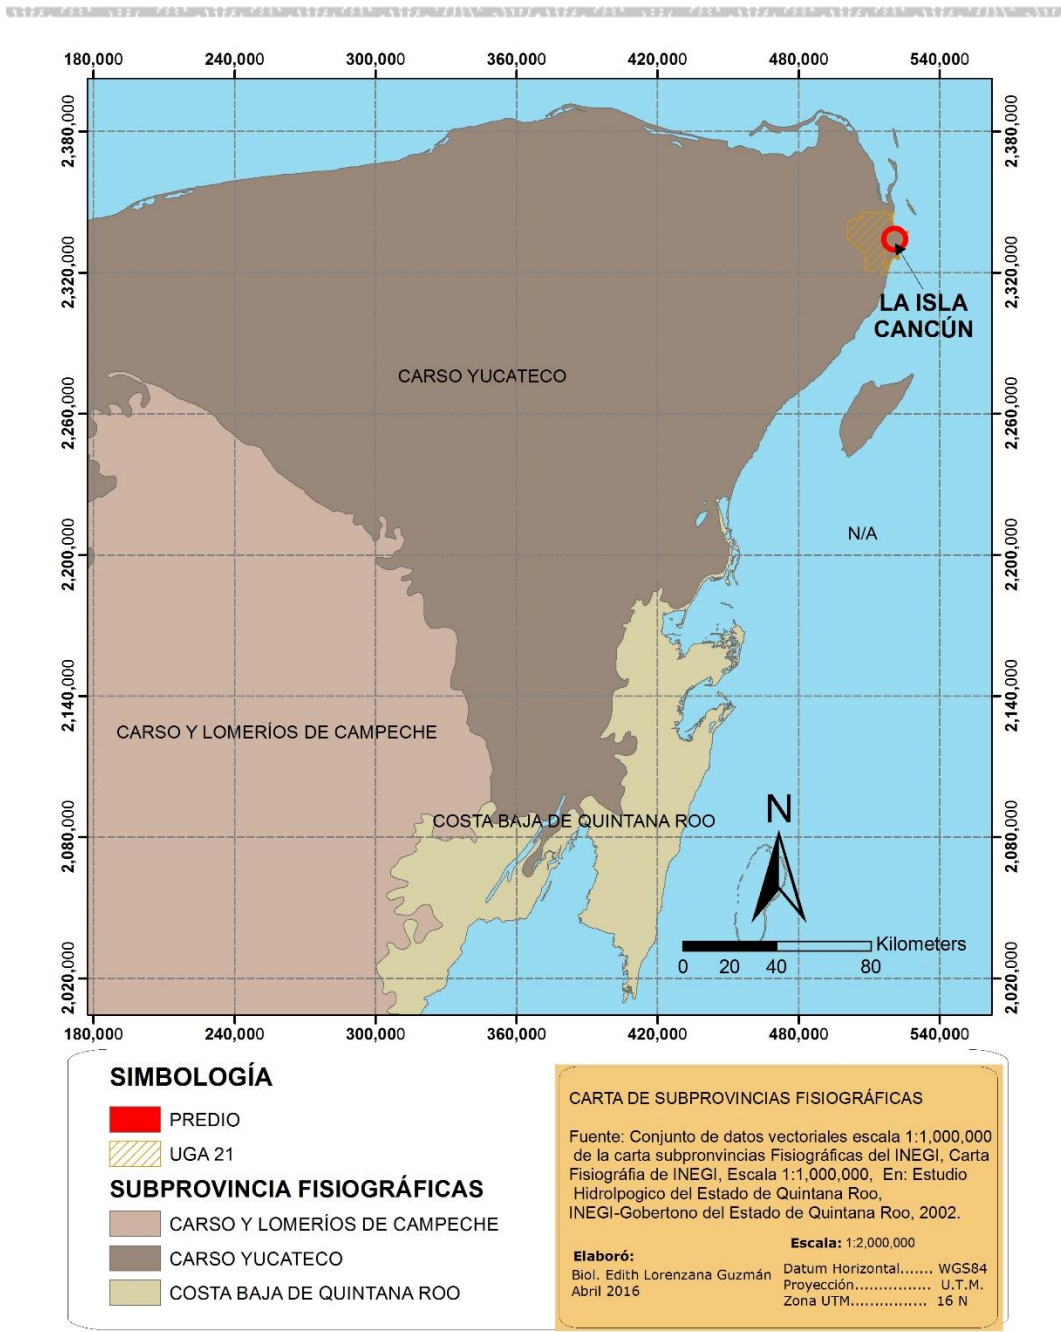 180,000 240,000 300,000 360,000 420,000 480,000 540,000
2,380,000 2,380,000
2,320,000 2,320,000
LA ISLA
CANCÚN
CARSO YUCATECO
2,260,000 2,260,000
N/A
2,200,000 2,200,000
2,140,000 2,140,000
CARSO Y LOMERÍOS DE CAMPECHE
COSTA BAJA DE QUINTANA ROO
N
2,080,000 2,080,000
Kilometers
0 20 40 80
2,020,000 2,020,000
180,000 240,000 300,000 360,000 420,000 480,000 540,000
SIMBOLOGÍA
PREDIO
UGA 21
SUBPROVINCIA FISIOGRÁFICAS
CARSO Y LOMERÍOS DE CAMPECHE
CARSO YUCATECO
COSTA BAJA DE QUINTANA ROO
CARTA DE SUBPROVINCIAS FISIOGRÁFICAS
Fuente: Conjunto de datos vectoriales escala 1:1,000,000
de la carta subpronvincias Fisiográficas del INEGI, Carta
Fisiográfia de INEGI, Escala 1:1,000,000, En: Estudio
Hidrolpogico del Estado de Quintana Roo,
INEGI-Gobertono del Estado de Quintana Roo, 2002.
Elaboró:
Biol. Edith Lorenzana Guzmán
Abril 2016
Escala: 1:2,000,000
Datum Horizontal....... WGS84
Proyección................ U.T.M.
Zona UTM................ 16 N